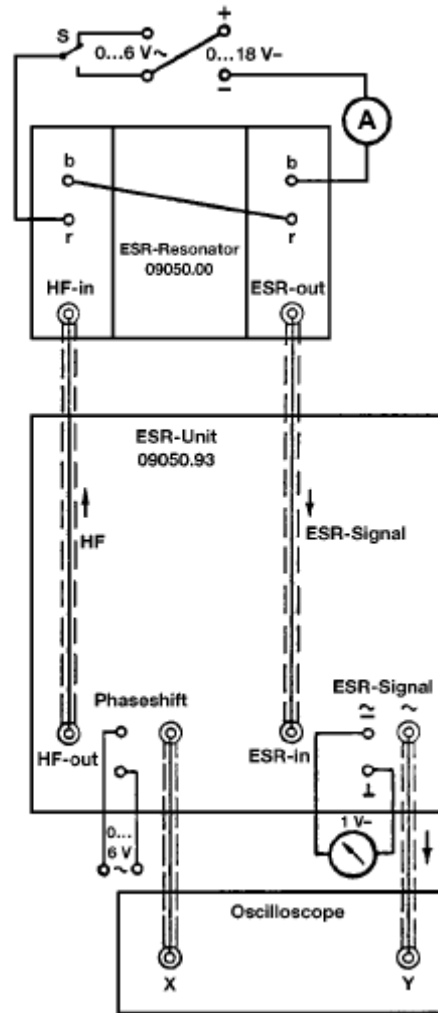 +
S
0...6 V~
0...18 V–
–
A
b
b
r
r
ESR-Resonator
09050.00
HF-in
ESR-out
ESR-Unit
09050.93
HF
ESR-Signal
Phaseshift
ESR-Signal
≂
~
HF-out
ESR-in
⊥
0...
6 V
~
1 V–
Oscilloscope
X
Y